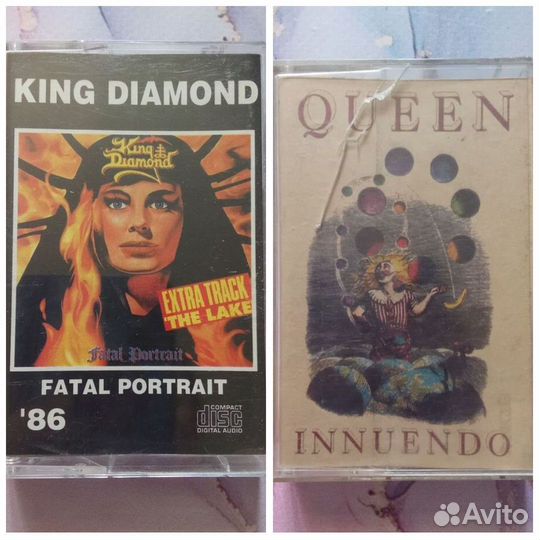 KING DIAMOND
King Diamond
EXTRA TRACK
'THE LAKE'
Fatal Portrait
FATAL PORTRAIT
'86
COMPACT
disc
DIGITAL AUDIO
QUEEN
INNUENDO
Avito